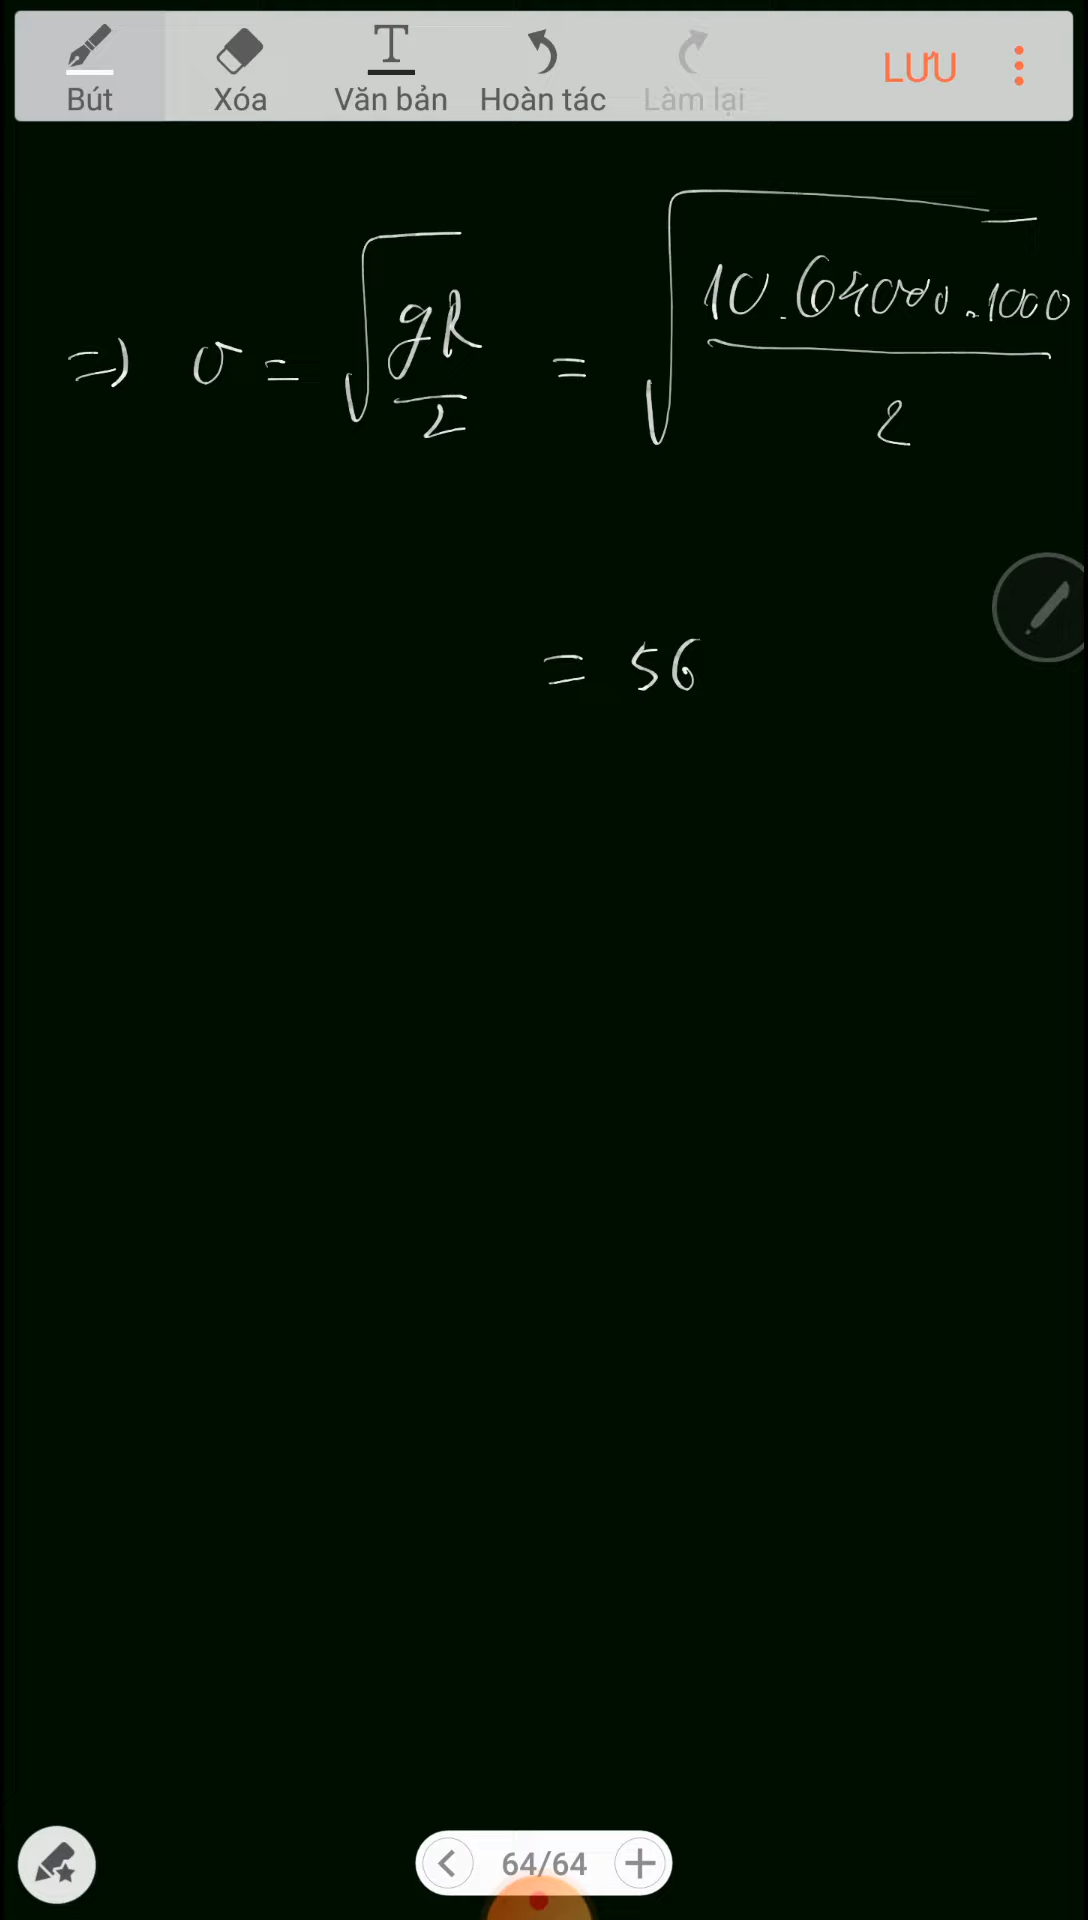 Bút Xóa Văn bản Hoàn tác Làm lại LƯU
=> v = √(gR/2) = √(10.64000.1000/2)
= 56
64/64